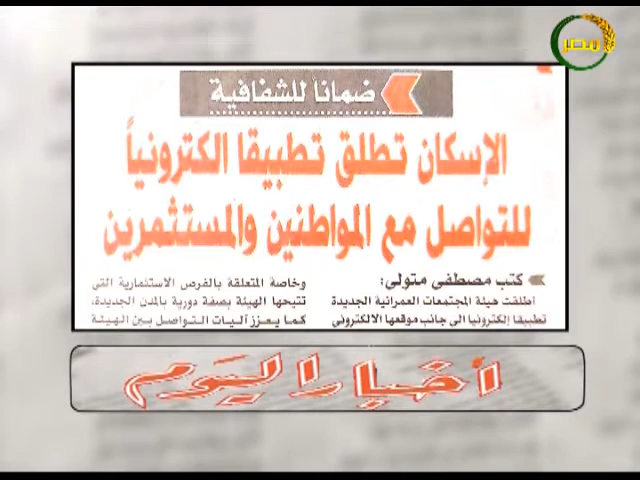 مصر
ضماناً للشفافية
الإسكان تطلق تطبيقا الكترونياً
للتواصل مع المواطنين والمستثمرين
كتب مصطفى متولى:
اطلقت هيئة المجتمعات العمرانية الجديدة
تطبيقا إلكترونيا الى جانب موقعها الالكترونى
وخاصة المتعلقة بالفرص الاستثمارية التى
تتيحها الهيئة بصفة دورية بالمدن الجديدة،
كما يعزز آليات التواصل بين الهيئة
أخبار اليوم